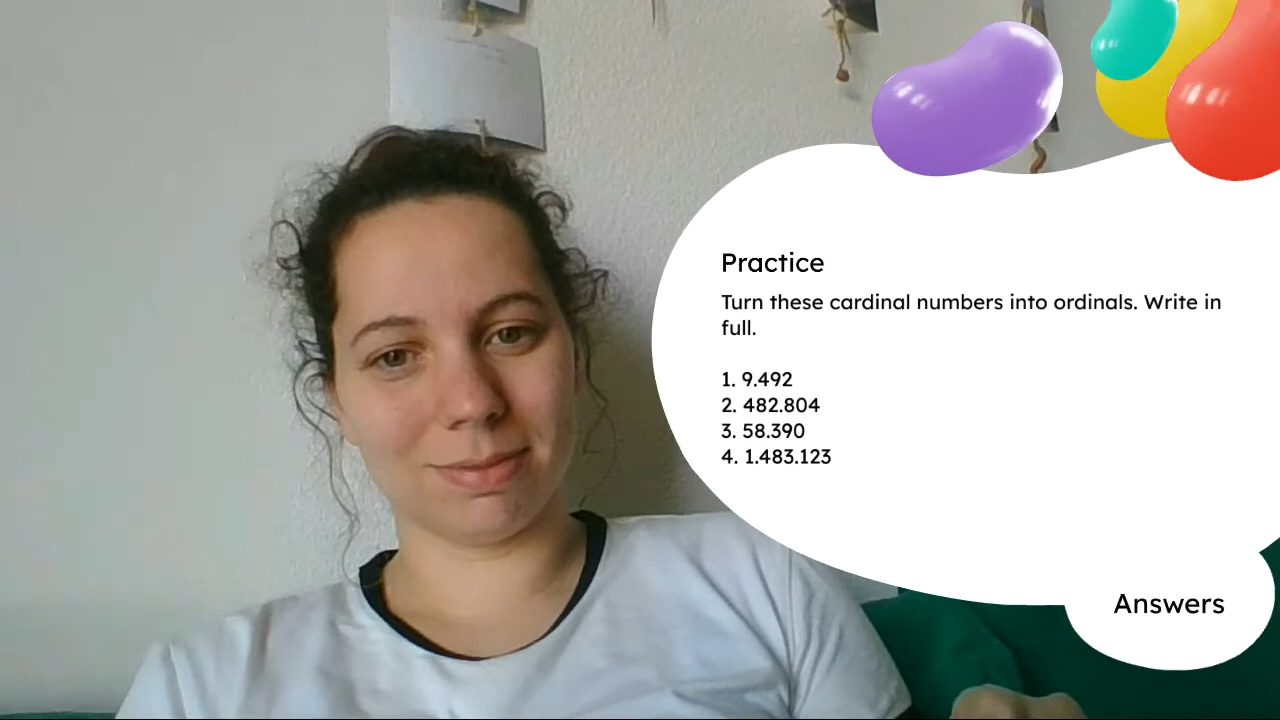 Practice
Turn these cardinal numbers into ordinals. Write in
full.
1. 9.492
2. 482.804
3. 58.390
4. 1.483.123
Answers